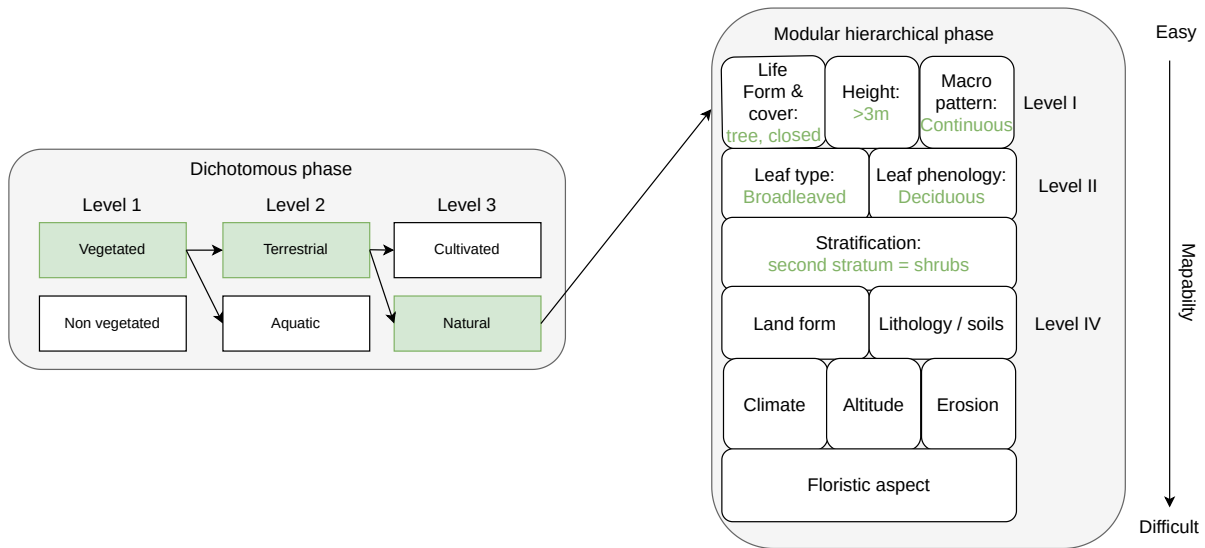 Dichotomous phase
Level 1
Level 2
Level 3
Vegetated
Terrestrial
Cultivated
Non vegetated
Aquatic
Natural
Modular hierarchical phase
Life
Form &
cover:
tree, closed
Height:
>3m
Macro
pattern:
Continuous
Level I
Leaf type:
Broadleaved
Leaf phenology:
Deciduous
Level II
Stratification:
second stratum = shrubs
Land form
Lithology / soils
Level IV
Climate
Altitude
Erosion
Floristic aspect
Easy
Mapabilty
Difficult